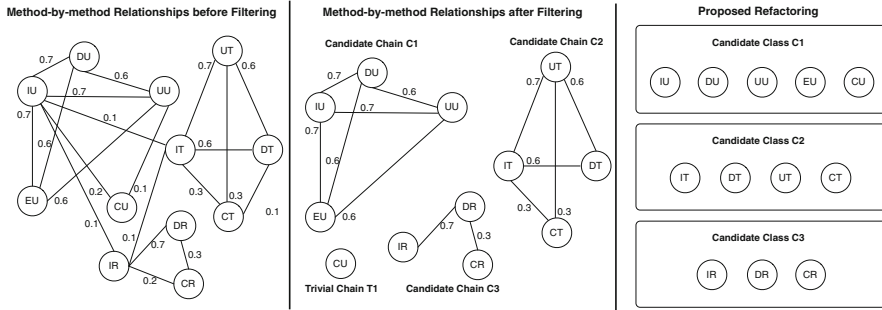 Method-by-method Relationships before Filtering
DU
0.7
0.6
IU
0.7
UU
0.7
0.1
0.6
0.2
0.1
EU
0.6
CU
0.1
UT
0.7
0.6
IT
0.6
DT
0.3
0.3
0.1
CT
0.1
DR
0.7
0.3
IR
0.2
CR
Method-by-method Relationships after Filtering
Candidate Chain C1
DU
0.7
0.6
IU
0.7
UU
0.7
0.6
EU
0.6
Candidate Chain C2
UT
0.7
0.6
IT
0.6
DT
0.3
0.3
CT
DR
0.7
0.3
IR
CR
CU
Trivial Chain T1
Candidate Chain C3
Proposed Refactoring
Candidate Class C1
IU DU UU EU CU
Candidate Class C2
IT DT UT CT
Candidate Class C3
IR DR CR